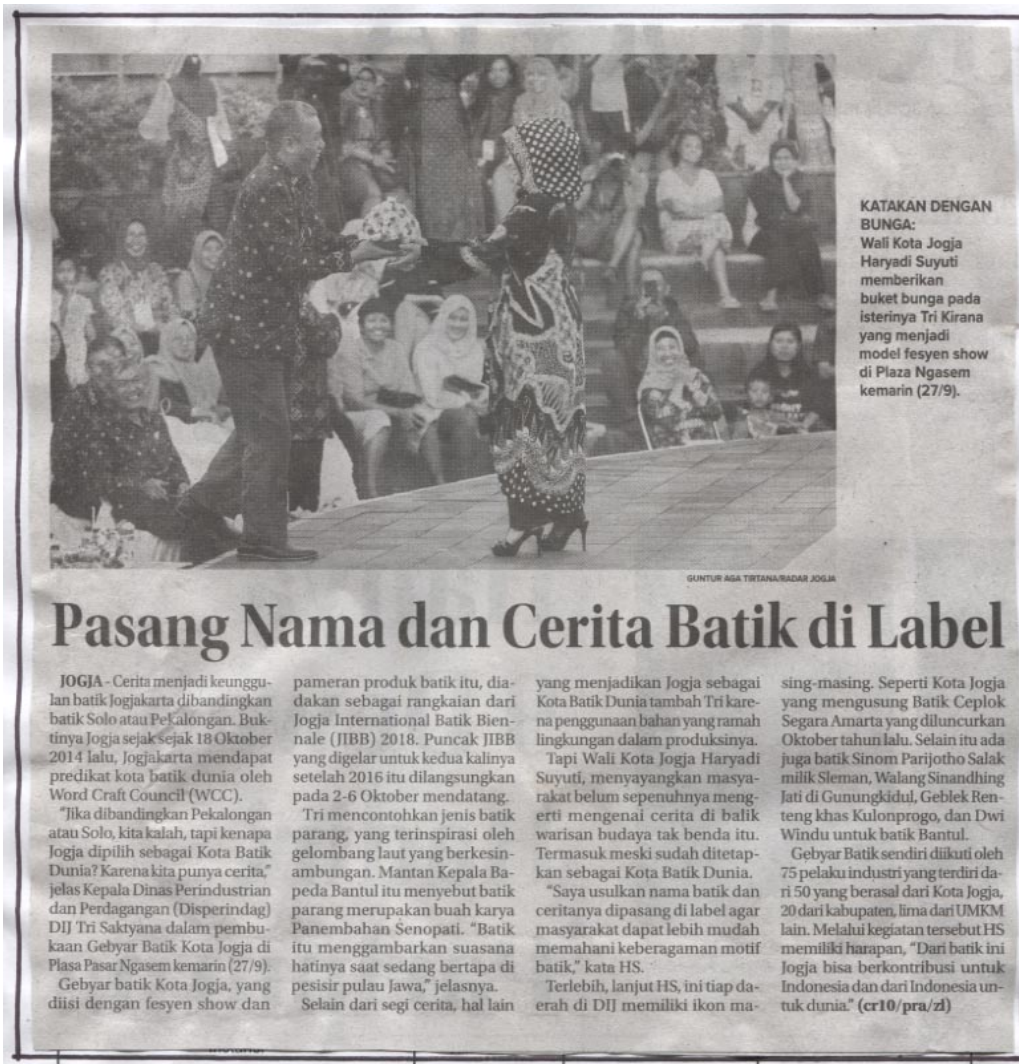 KATAKAN DENGAN
BUNGA:
Wali Kota Jogja
Haryadi Suyuti
memberikan
buket bunga pada
isterinya Tri Kirana
yang menjadi
model fesyen show
di Plaza Ngasem
kemarin (27/9).
GUNTUR AGA TIRTANA/RADAR JOGJA
Pasang Nama dan Cerita Batik di Label
JOGJA - Cerita menjadi keunggu-
lan batik Jogjakarta dibandingkan
batik Solo atau Pekalongan. Buk-
tinya Jogja sejak sejak 18 Oktober
2014 lalu, Jogjakarta mendapat
predikat kota batik dunia oleh
Word Craft Council (WCC).
"Jika dibandingkan Pekalongan
atau Solo, kita kalah, tapi kenapa
Jogja dipilih sebagai Kota Batik
Dunia? Karena kita punya cerita,"
jelas Kepala Dinas Perindustrian
dan Perdagangan (Disperindag)
DIJ Tri Saktyana dalam pembu-
kaan Gebyar Batik Kota Jogja di
Plasa Pasar Ngasem kemarin (27/9).
Gebyar batik Kota Jogja, yang
diisi dengan fesyen show dan
pameran produk batik itu, dia-
dakan sebagai rangkaian dari
Jogja International Batik Bien-
nale (JIBB) 2018. Puncak JIBB
yang digelar untuk kedua kalinya
setelah 2016 itu dilangsungkan
pada 2-6 Oktober mendatang.
Tri mencontohkan jenis batik
parang, yang terinspirasi oleh
gelombang laut yang berkesin-
ambungan. Mantan Kepala Ba-
peda Bantul itu menyebut batik
parang merupakan buah karya
Panembahan Senopati. "Batik
itu menggambarkan suasana
hatinya saat sedang bertapa di
pesisir pulau Jawa," jelasnya.
Selain dari segi cerita, hal lain
yang menjadikan Jogja sebagai
Kota Batik Dunia tambah Tri kare-
na penggunaan bahan yang ramah
lingkungan dalam produksinya.
Tapi Wali Kota Jogja Haryadi
Suyuti, menyayangkan masya-
rakat belum sepenuhnya meng-
erti mengenai cerita di balik
warisan budaya tak benda itu.
Termasuk meski sudah ditetap-
kan sebagai Kota Batik Dunia.
"Saya usulkan nama batik dan
ceritanya dipasang di label agar
masyarakat dapat lebih mudah
memahani keberagaman motif
batik," kata HS.
Terlebih, lanjut HS, ini tiap da-
erah di DIJ memiliki ikon ma-
sing-masing. Seperti Kota Jogja
yang mengusung Batik Ceplok
Segara Amarta yang diluncurkan
Oktober tahun lalu. Selain itu ada
juga batik Sinom Parijotho Salak
milik Sleman, Walang Sinandhing
Jati di Gunungkidul, Geblek Ren-
teng khas Kulonprogo, dan Dwi
Windu untuk batik Bantul.
Gebyar Batik sendiri diikuti oleh
75 pelaku industri yang terdiri da-
ri 50 yang berasal dari Kota Jogja,
20 dari kabupaten, lima dari UMKM
lain. Melalui kegiatan tersebut HS
memiliki harapan, "Dari batik ini
Jogja bisa berkontribusi untuk
Indonesia dan dari Indonesia un-
tuk dunia." (cr10/pra/zl)